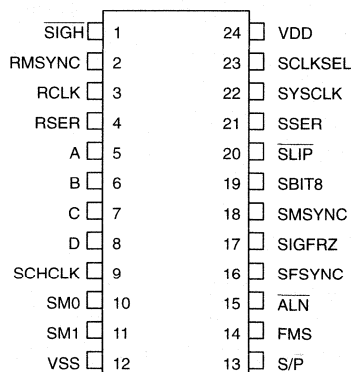 SIGH 1 24 VDD
RMSYNC 2 23 SCLKSEL
RCLK 3 22 SYSCLK
RSER 4 21 SSER
A 5 20 SLIP
B 6 19 SBIT8
C 7 18 SMSYNC
D 8 17 SIGFRZ
SCHCLK 9 16 SFSYNC
SM0 10 15 ALN
SM1 11 14 FMS
VSS 12 13 S/P